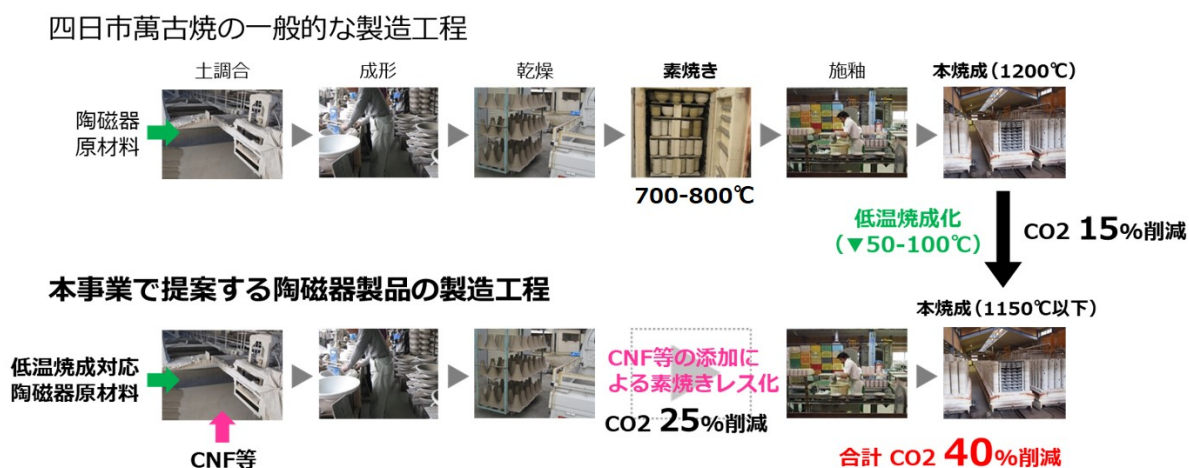 四日市萬古焼の一般的な製造工程
土調合
成形
乾燥
素焼き
施釉
本焼成(1200℃)
陶磁器
原材料
700-800℃
低温焼成化
(▼50-100℃)
CO2 15%削減
本事業で提案する陶磁器製品の製造工程
本焼成(1150℃以下)
低温焼成対応
陶磁器原材料
CNF等の添加に
よる素焼きレス化
CO2 25%削減
CNF等
合計 CO2 40%削減